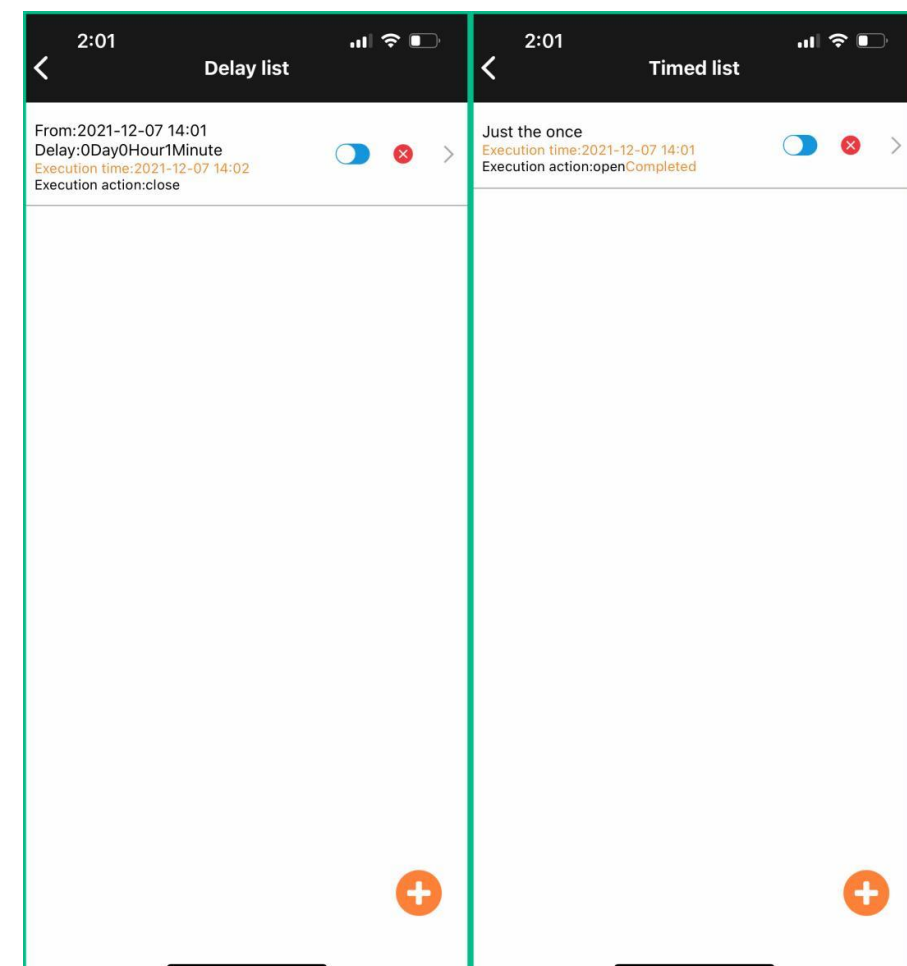 2:01
Delay list
From:2021-12-07 14:01
Delay:0Day0Hour1Minute
Execution time:2021-12-07 14:02
Execution action:close
2:01
Timed list
Just the once
Execution time:2021-12-07 14:01
Execution action:openCompleted